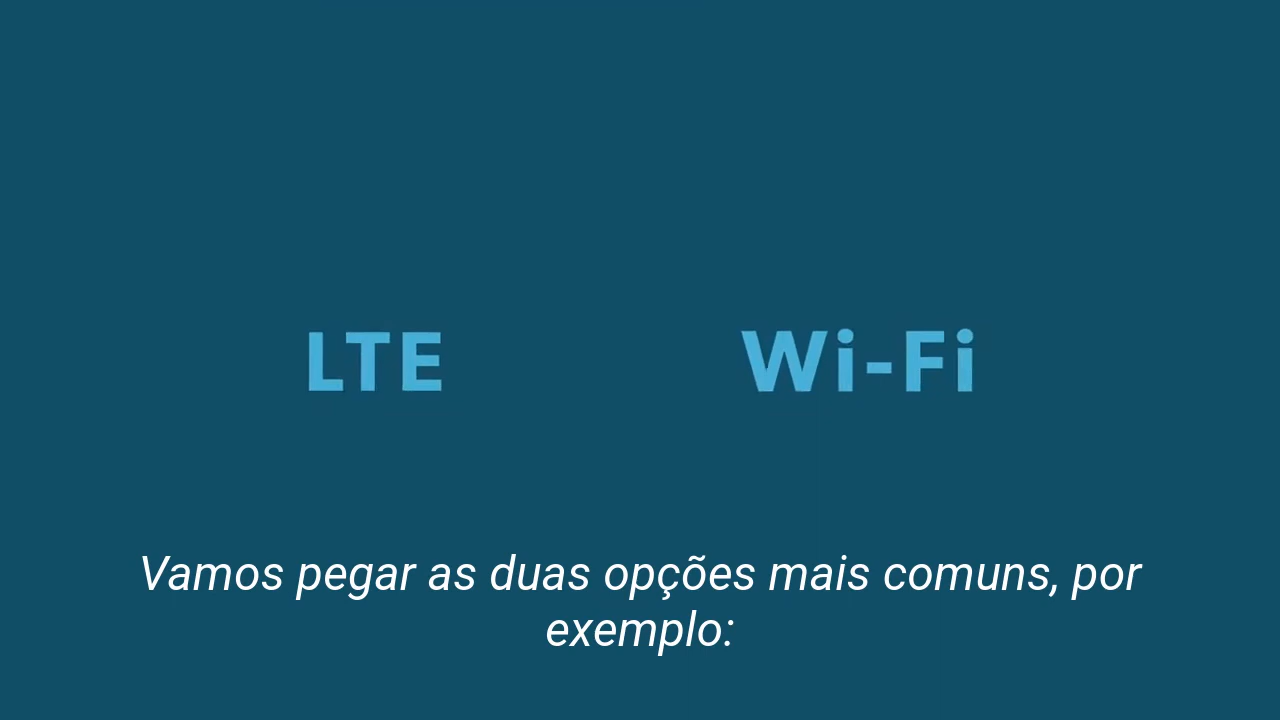 LTE Wi-Fi
Vamos pegar as duas opções mais comuns, por
exemplo: